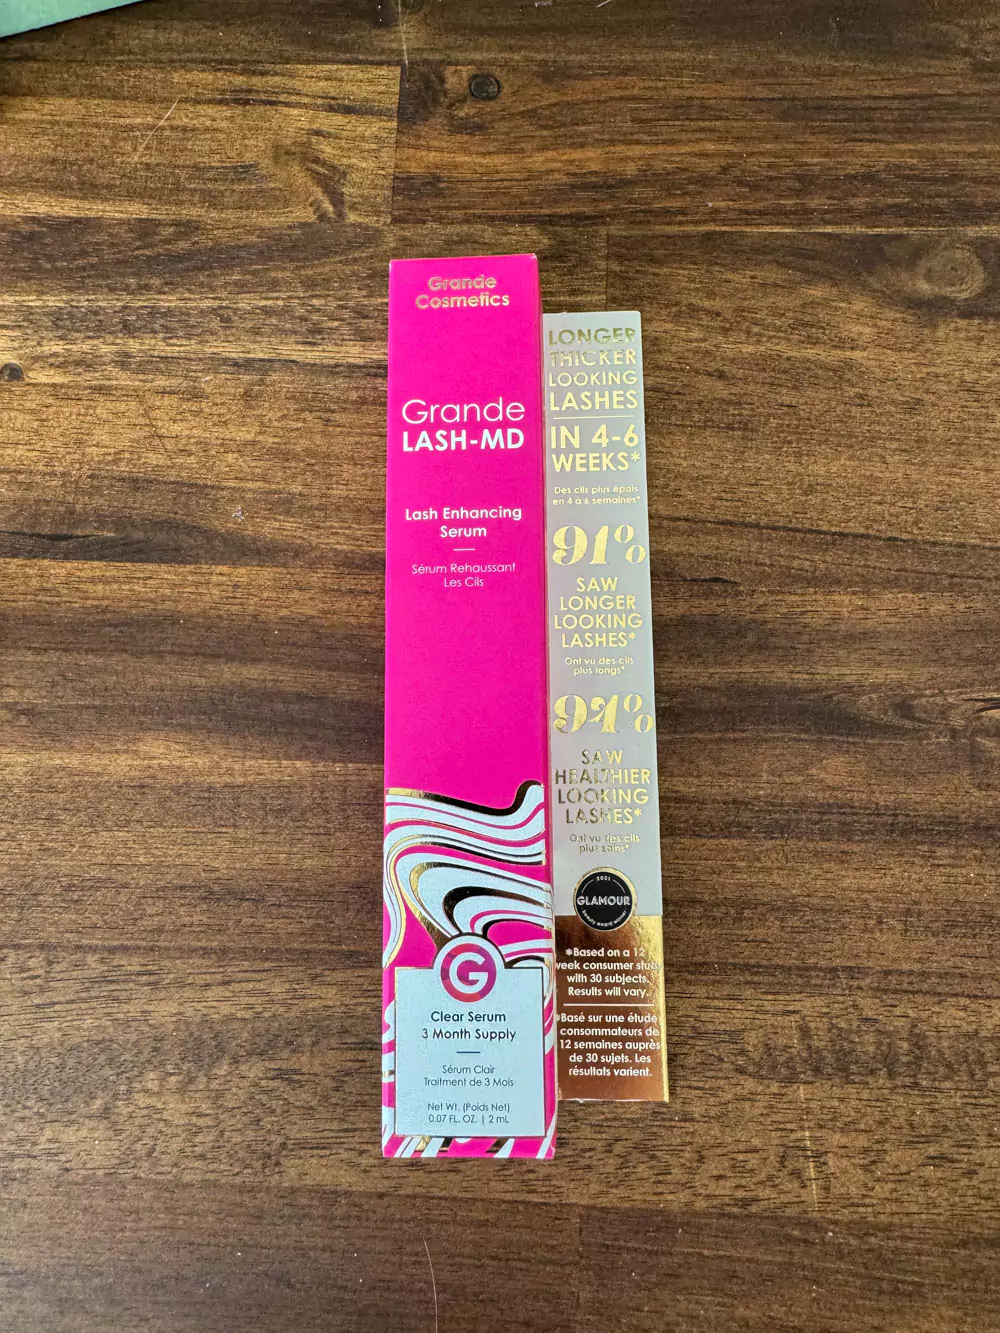 Grande
Cosmetics
Grande
LASH-MD
Lash Enhancing
Serum
Sérum Rehaussant
Les Cils
G
Clear Serum
3 Month Supply
Sérum Clair
Traitment de 3 Mois
Net Wt. (Poids Net)
0.07 FL. OZ. | 2 mL
LONGER
THICKER
LOOKING
LASHES
IN 4-6
WEEKS*
Des cils plus épais
en 4 à 6 semaines*
91%
SAW
LONGER
LOOKING
LASHES*
Ont vu des cils
plus longs*
94%
SAW
HEALTHIER
LOOKING
LASHES*
Ont vu des cils
plus sains*
2021
GLAMOUR
beauty award winner
*Based on a 12
week consumer study
with 30 subjects.
Results will vary.
*Basé sur une étude
consommateurs de
12 semaines auprès
de 30 sujets. Les
résultats varient.